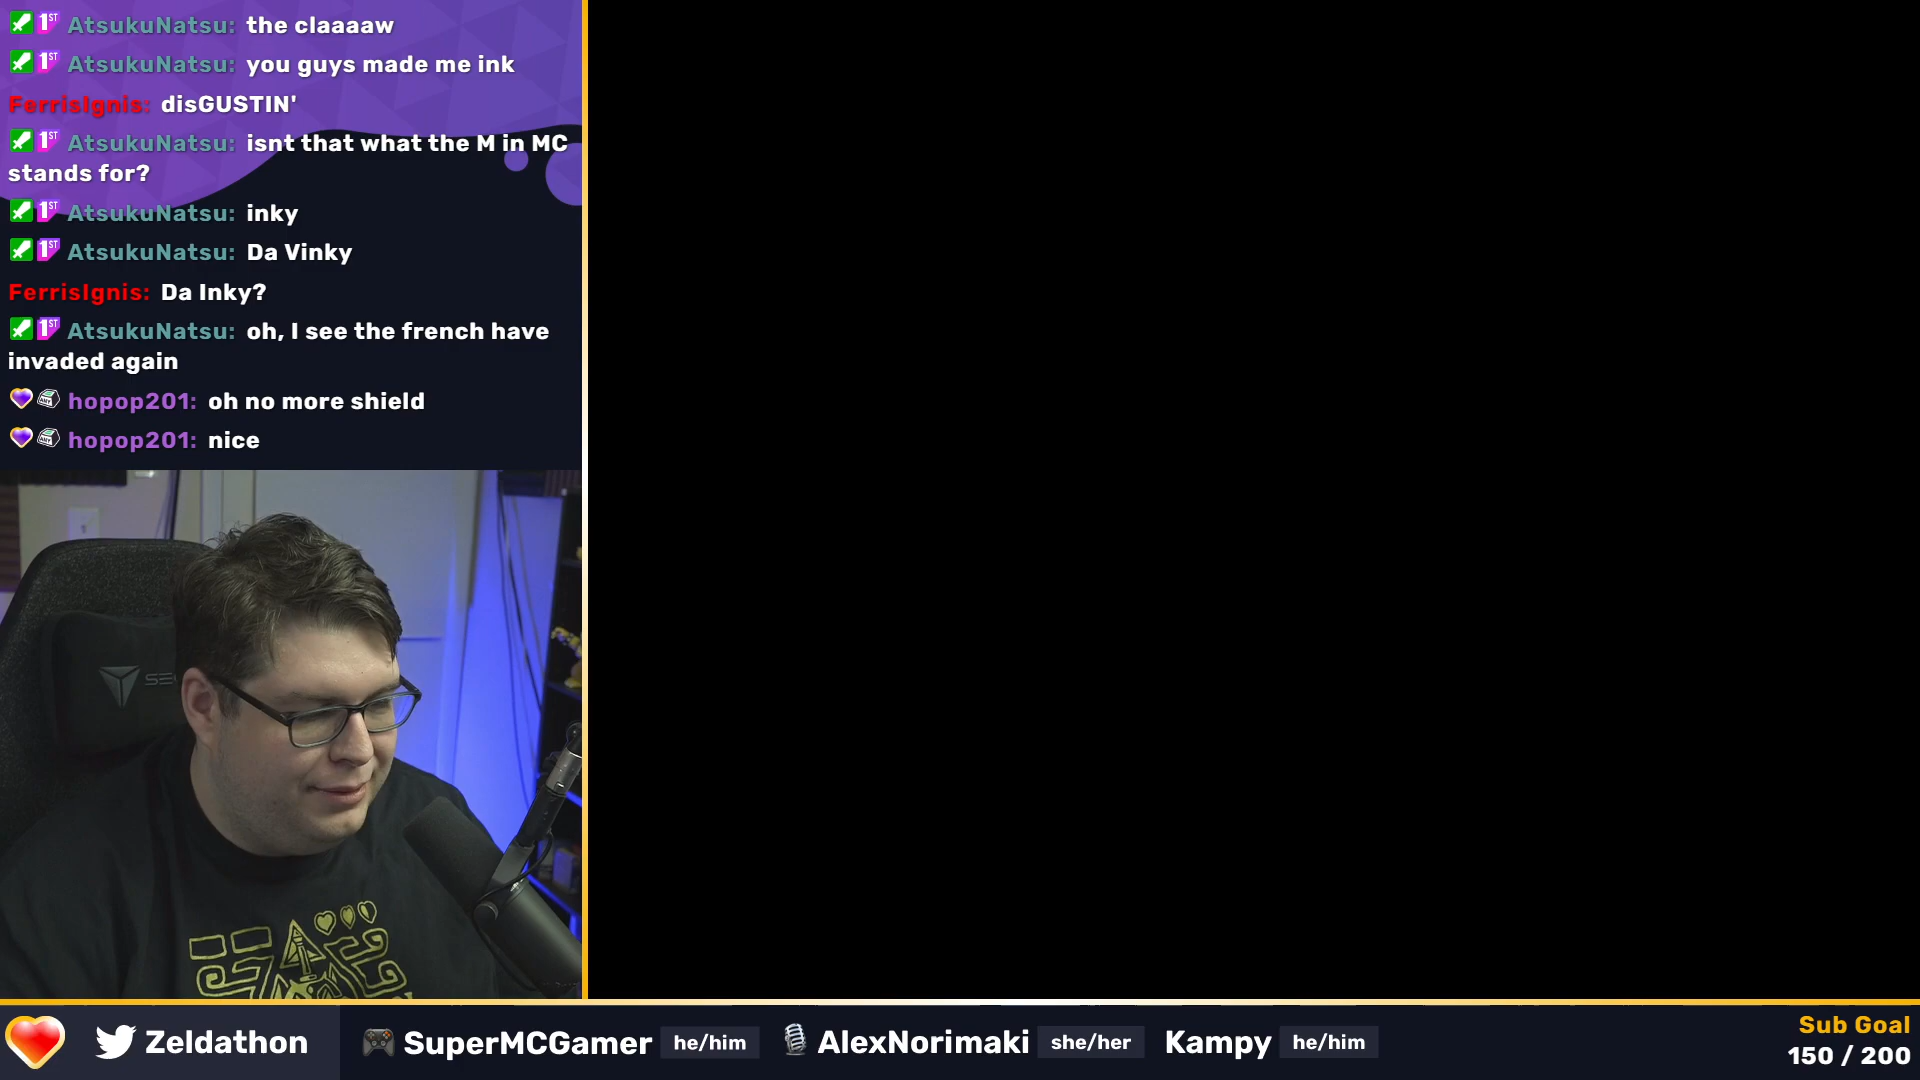 AtsukuNatsu: the claaaaw
AtsukuNatsu: you guys made me ink
FerrisIgnis: disGUSTIN'
AtsukuNatsu: isnt that what the M in MC
stands for?
AtsukuNatsu: inky
AtsukuNatsu: Da Vinky
FerrisIgnis: Da Inky?
AtsukuNatsu: oh, I see the french have
invaded again
hopop201: oh no more shield
hopop201: nice
Zeldathon
SuperMCGamer he/him
AlexNorimaki she/her
Kampy he/him
Sub Goal
150 / 200